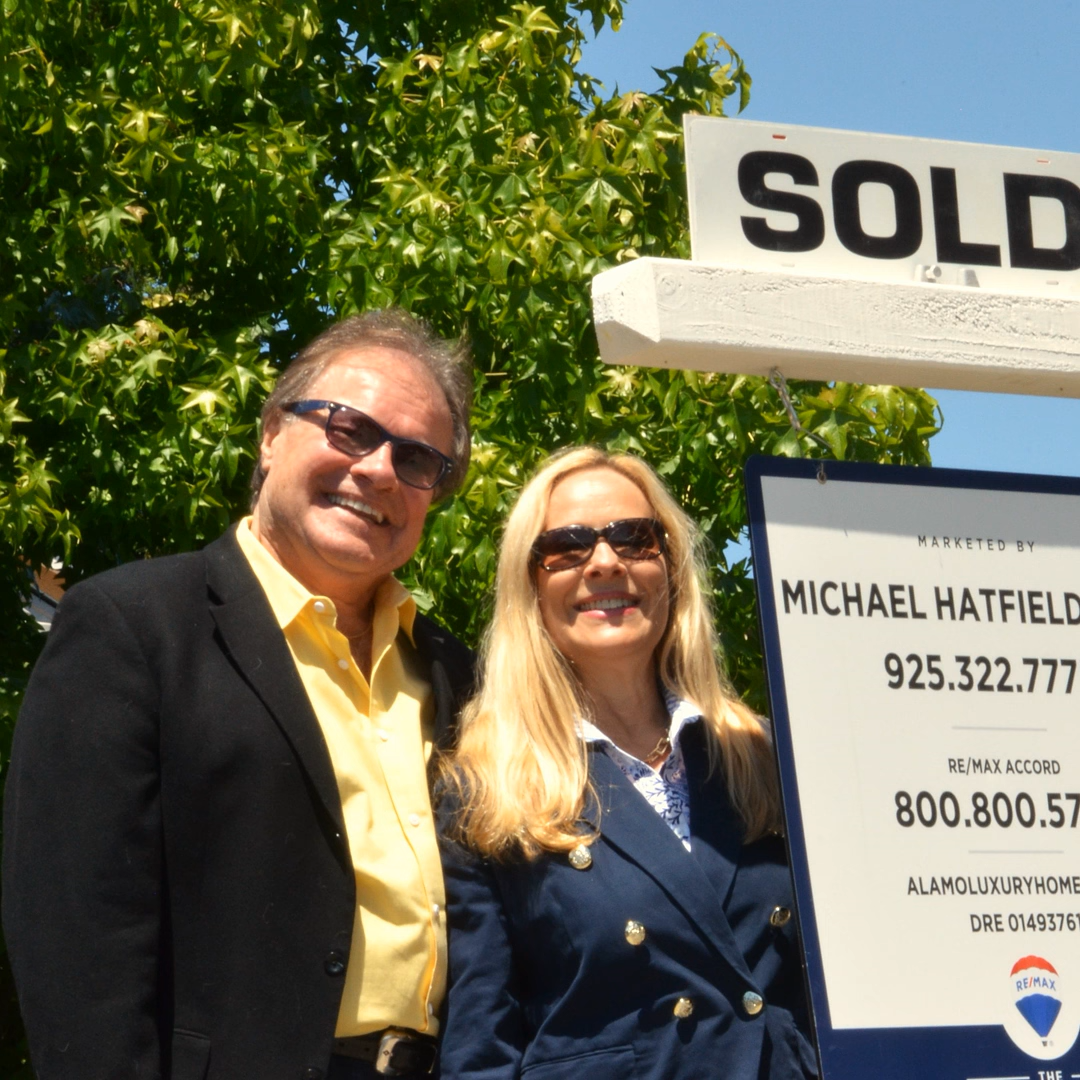 SOLD
MARKETED BY
MICHAEL HATFIELD
925.322.777
RE/MAX ACCORD
800.800.57
ALAMOLUXURYHOME
DRE 0149376
RE/MAX
THE